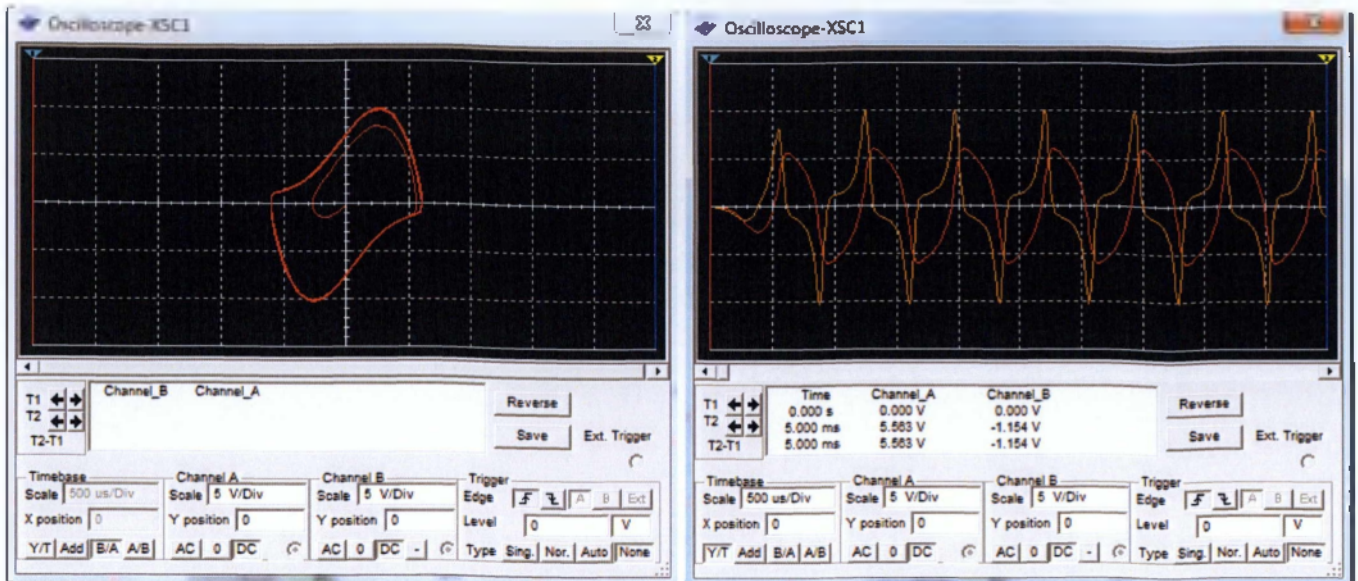 Oscilloscope-XSC1
Channel_B Channel_A
T1
T2
T2-T1
Reverse
Save
Ext. Trigger
Timebase
Channel A
Channel B
Trigger
Scale 500 us/Div
Scale 5 V/Div
Scale 5 V/Div
Edge A B Ext
X position 0
Y position 0
Y position 0
Level 0 V
Y/T Add B/A A/B
AC 0 DC
AC 0 DC -
Type Sing. Nor. Auto None
Oscilloscope-XSC1
Time Channel_A Channel_B
T1 0.000 s 0.000 V 0.000 V
T2 5.000 ms 5.563 V -1.154 V
T2-T1 5.000 ms 5.563 V -1.154 V
Reverse
Save
Ext. Trigger
Timebase
Channel A
Channel B
Trigger
Scale 500 us/Div
Scale 5 V/Div
Scale 5 V/Div
Edge A B Ext
X position 0
Y position 0
Y position 0
Level 0 V
Y/T Add B/A A/B
AC 0 DC
AC 0 DC -
Type Sing. Nor. Auto None